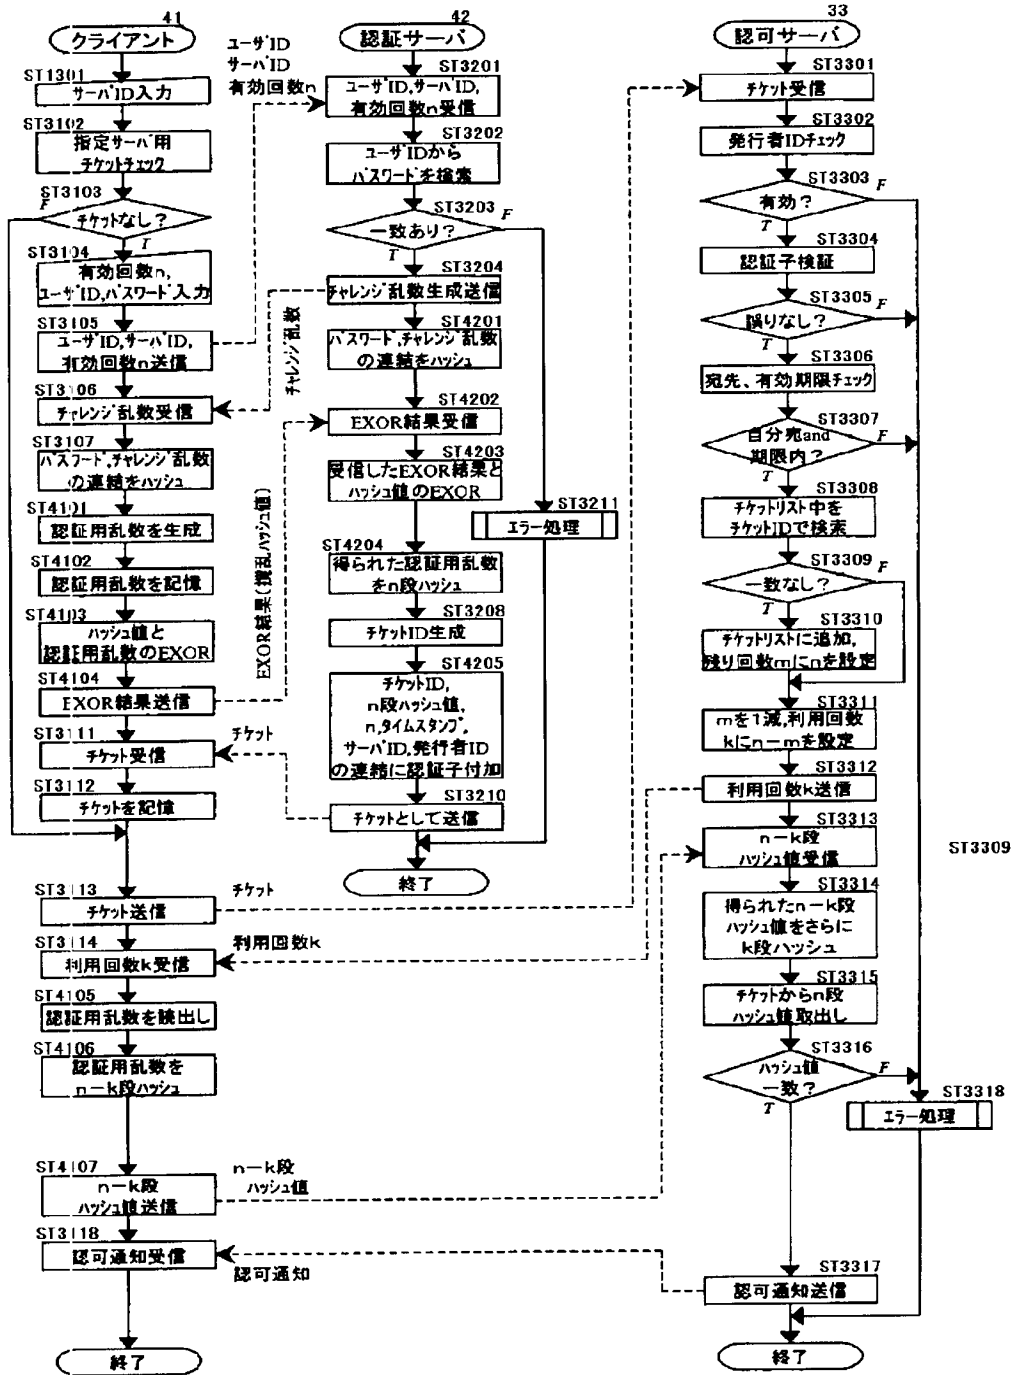 41
クライアント
ST1301
サーバID入力
ST3102
指定サーバ用
チケットチェック
ST3103
F
チケットなし?
T
ST3104
有効回数n,
ユーザID,パスワード入力
ST3105
ユーザID,サーバID,
有効回数n送信
ST3106
チャレンジ乱数受信
ST3107
パスワード,チャレンジ乱数
の連結をハッシュ
ST4101
認証用乱数を生成
ST4102
認証用乱数を記憶
ST4103
ハッシュ値と
認証用乱数のEXOR
ST4104
EXOR結果送信
ST3111
チケット受信
ST3112
チケットを記憶
ST3113
チケット送信
ST3114
利用回数k受信
ST4105
認証用乱数を読出し
ST4106
認証用乱数を
n-k段ハッシュ
ST4107
n-k段
ハッシュ値送信
ST3118
認可通知受信
終了
ユーザID
サーバID
有効回数n
チャレンジ乱数
EXOR結果(撹乱ハッシュ値)
チケット
チケット
利用回数k
n-k段
ハッシュ値
認可通知
42
認証サーバ
ST3201
ユーザID,サーバID,
有効回数n受信
ST3202
ユーザIDから
パスワードを検索
ST3203
F
一致あり?
T
ST3204
チャレンジ乱数生成送信
ST4201
パスワード,チャレンジ乱数
の連結をハッシュ
ST4202
EXOR結果受信
ST4203
受信したEXOR結果と
ハッシュ値のEXOR
ST3211
エラー処理
ST4204
得られた認証用乱数
をn段ハッシュ
ST3208
チケットID生成
ST4205
チケットID,
n段ハッシュ値,
n,タイムスタンプ,
サーバID,発行者ID
の連結に認証子付加
ST3210
チケットとして送信
終了
33
認可サーバ
ST3301
チケット受信
ST3302
発行者IDチェック
ST3303
F
有効?
T
ST3304
認証子検証
ST3305
F
誤りなし?
T
ST3306
宛先、有効期限チェック
ST3307
自分宛and
F
期限内?
T
ST3308
チケットリスト中を
チケットIDで検索
ST3309
F
一致なし?
T
ST3310
チケットリストに追加,
残り回数mにnを設定
ST3311
mを1減,利用回数
kにn-mを設定
ST3312
利用回数k送信
ST3313
n-k段
ハッシュ値受信
ST3309
ST3314
得られたn-k段
ハッシュ値をさらに
k段ハッシュ
ST3315
チケットからn段
ハッシュ値取出し
ST3316
ハッシュ値
F
一致?
T
ST3318
エラー処理
ST3317
認可通知送信
終了